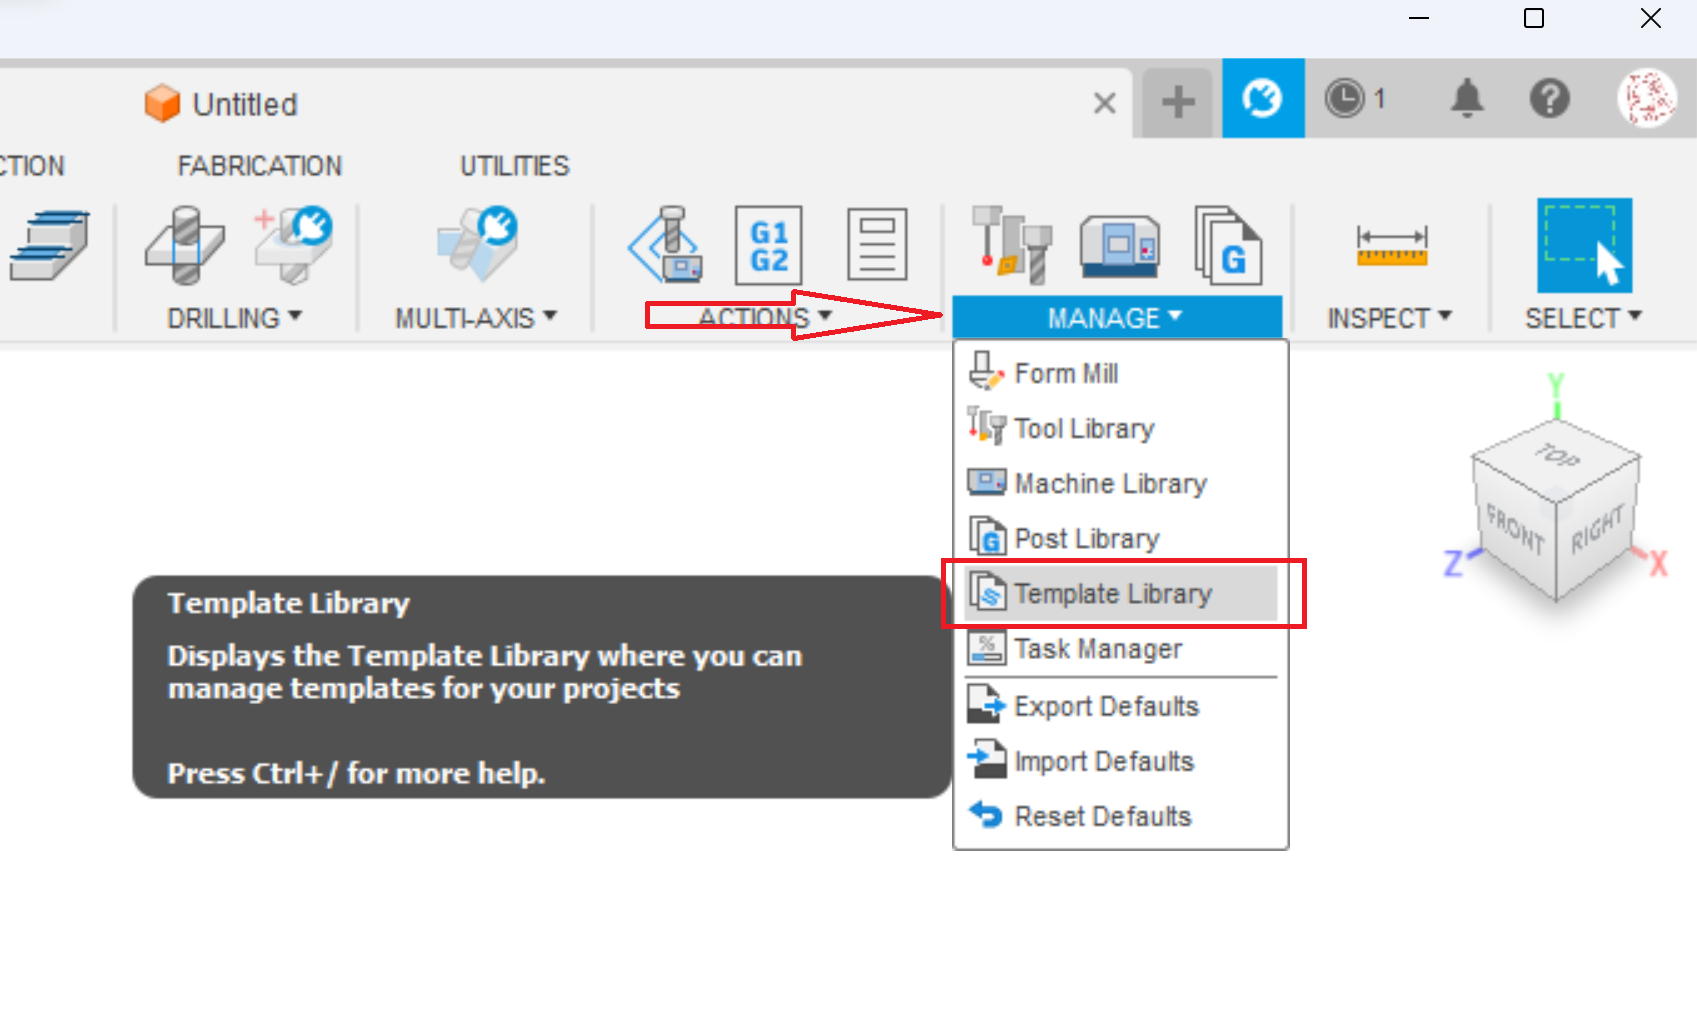 Untitled
1
CTION FABRICATION UTILITIES
G1
G2
G
DRILLING MULTI-AXIS ACTIONS MANAGE INSPECT SELECT
Form Mill
Tool Library
Machine Library
Post Library
Template Library
Task Manager
Export Defaults
Import Defaults
Reset Defaults
Template Library
Displays the Template Library where you can
manage templates for your projects
Press Ctrl+/ for more help.
Y
TOP
FRONT RIGHT
Z X